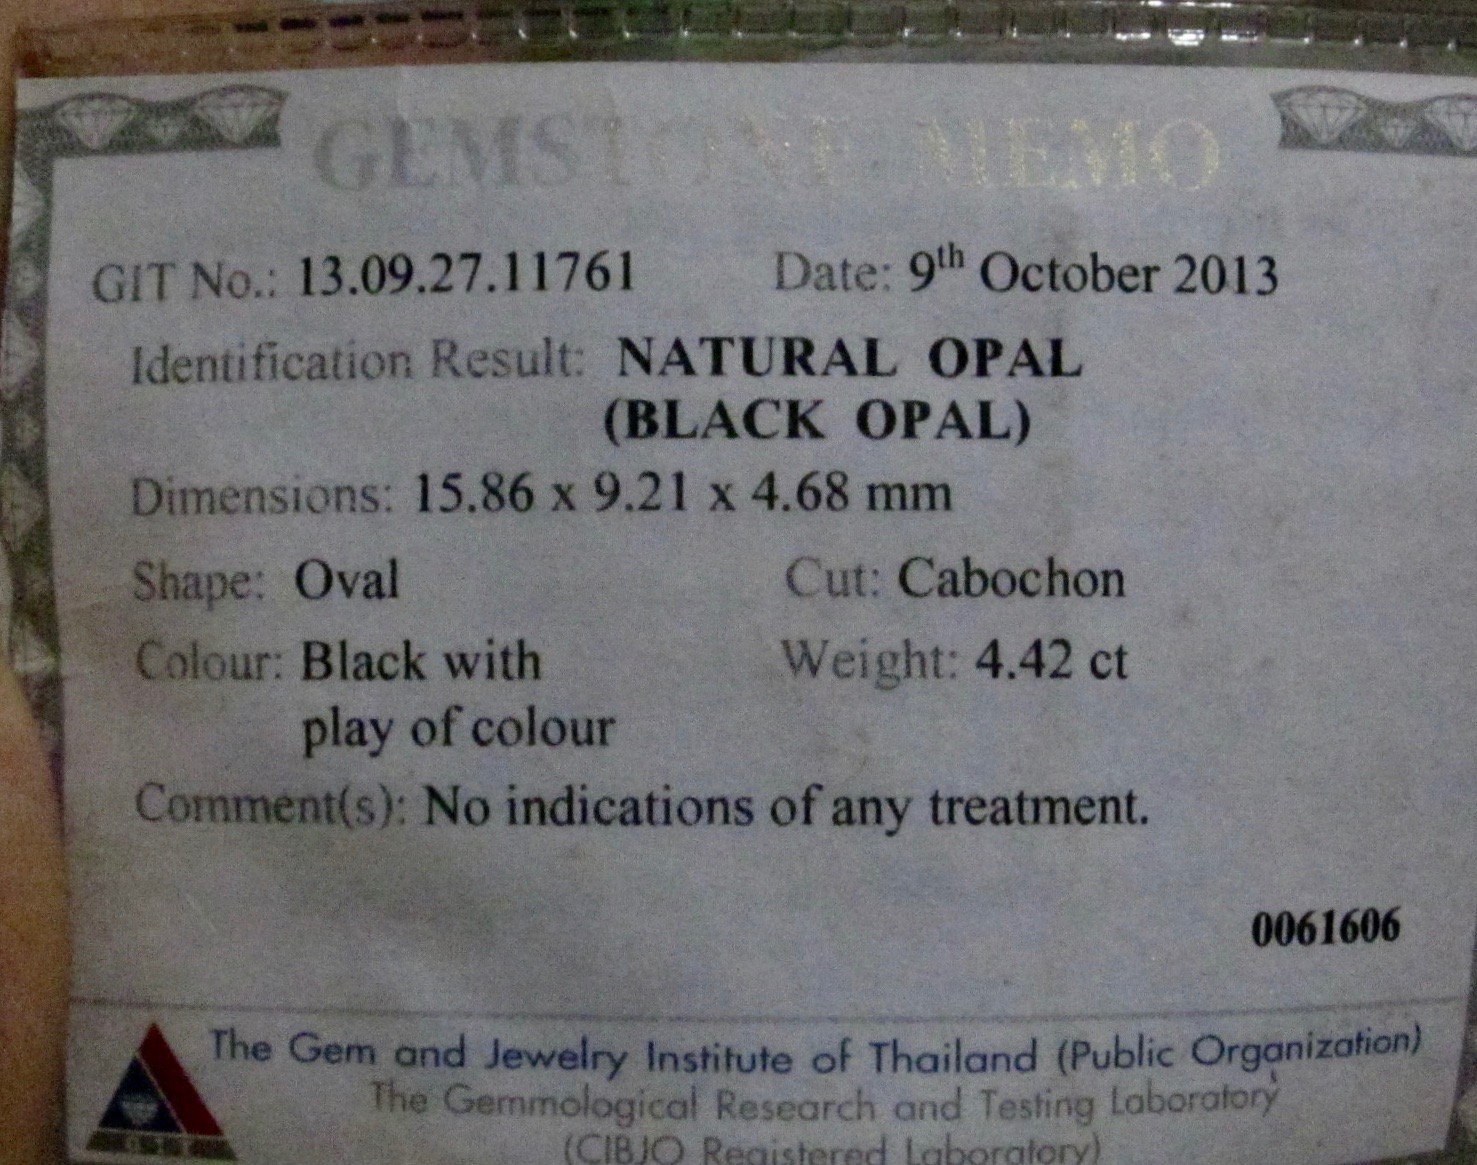 GEMSTONE MEMO
GIT No.: 13.09.27.11761 Date: 9th October 2013
Identification Result: NATURAL OPAL
(BLACK OPAL)
Dimensions: 15.86 x 9.21 x 4.68 mm
Shape: Oval Cut: Cabochon
Colour: Black with Weight: 4.42 ct
play of colour
Comment(s): No indications of any treatment.
0061606
The Gem and Jewelry Institute of Thailand (Public Organization)
The Gemmological Research and Testing Laboratory
(CIBJO Registered Laboratory)